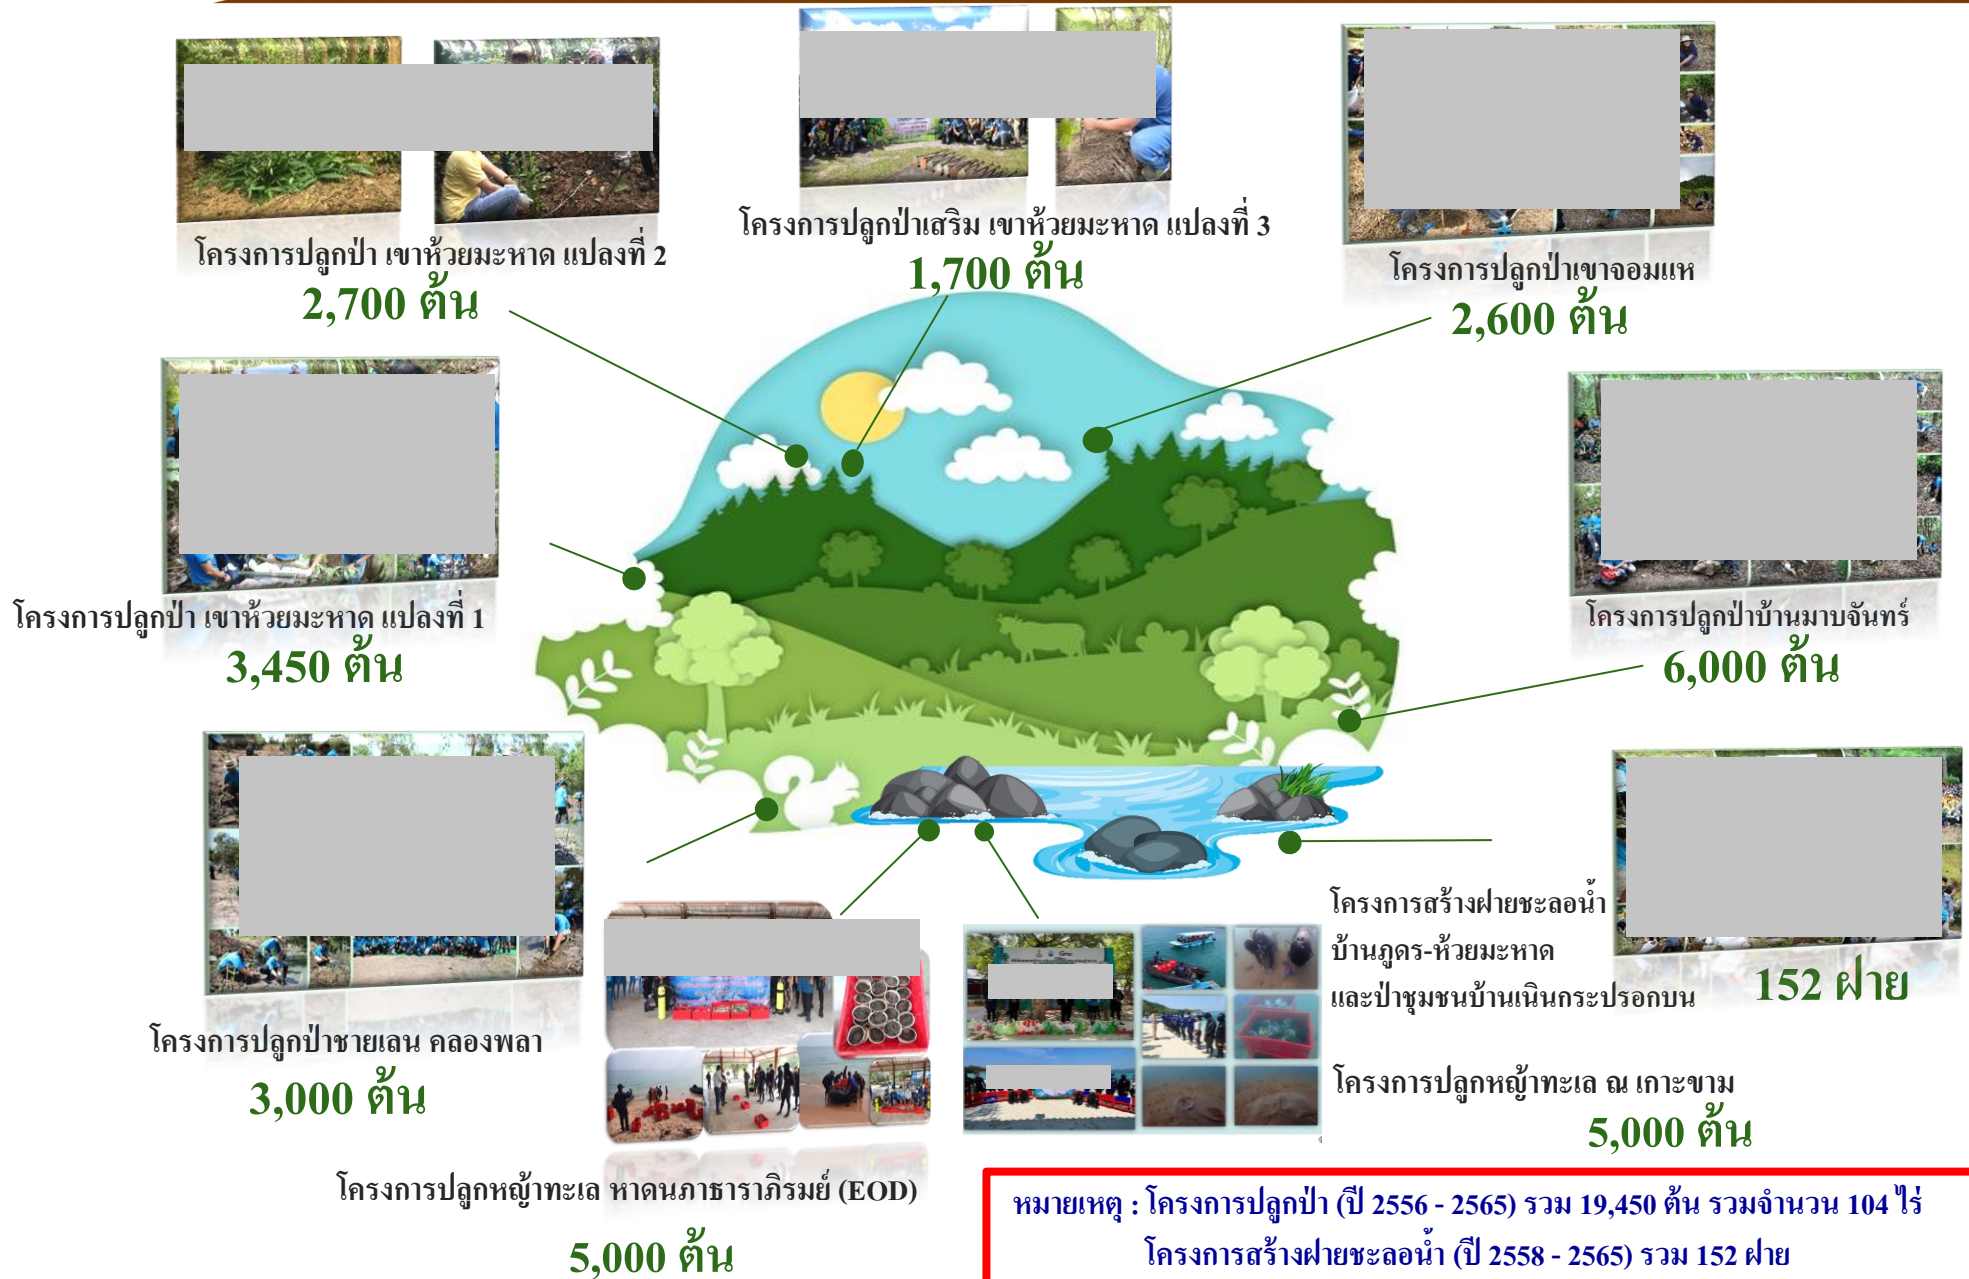 โครงการปลูกป่า เขาห้วยมะหาด แปลงที่ 2
2,700 ต้น
โครงการปลูกป่าเสริม เขาห้วยมะหาด แปลงที่ 3
1,700 ต้น
โครงการปลูกป่าเขาจอมแห
2,600 ต้น
โครงการปลูกป่า เขาห้วยมะหาด แปลงที่ 1
3,450 ต้น
โครงการปลูกป่าบ้านมาบจันทร์
6,000 ต้น
โครงการปลูกป่าชายเลน คลองพลา
3,000 ต้น
โครงการสร้างฝายชะลอน้ำ
บ้านภูดร-ห้วยมะหาด
และป่าชุมชนบ้านเนินกระปรอกบน
152 ฝาย
โครงการปลูกหญ้าทะเล ณ เกาะขาม
5,000 ต้น
โครงการปลูกหญ้าทะเล หาดนภาธาราภิรมย์ (EOD)
5,000 ต้น
หมายเหตุ : โครงการปลูกป่า (ปี 2556 - 2565) รวม 19,450 ต้น รวมจำนวน 104 ไร่
โครงการสร้างฝายชะลอน้ำ (ปี 2558 - 2565) รวม 152 ฝาย